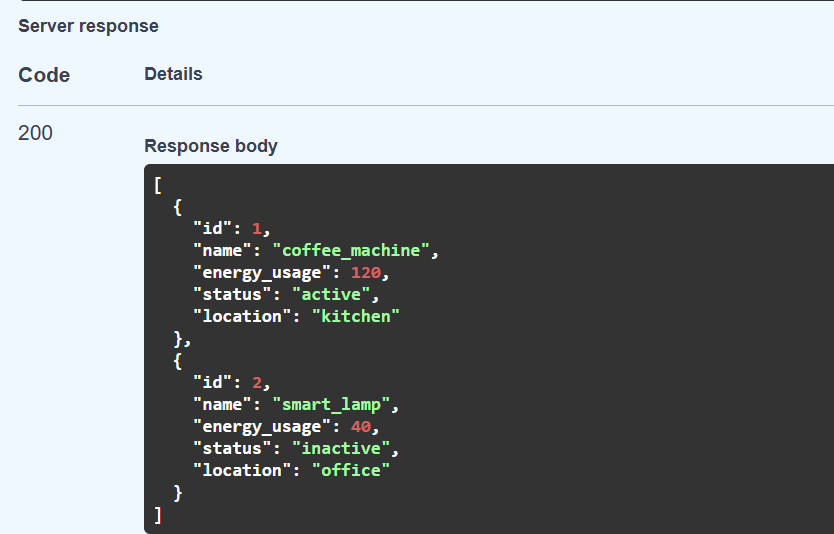 Server response
Code Details
200
Response body
[
  {
    "id": 1,
    "name": "coffee_machine",
    "energy_usage": 120,
    "status": "active",
    "location": "kitchen"
  },
  {
    "id": 2,
    "name": "smart_lamp",
    "energy_usage": 40,
    "status": "inactive",
    "location": "office"
  }
]